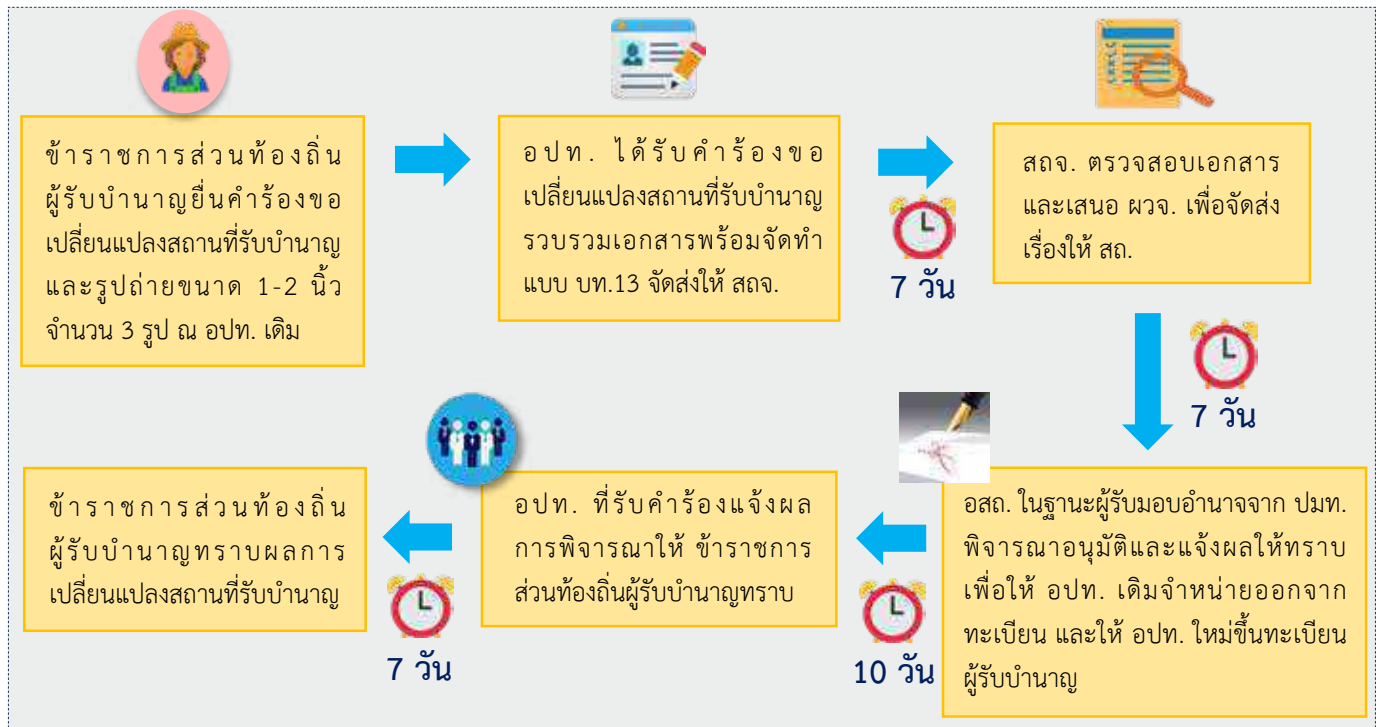 ข้าราชการส่วนท้องถิ่น
ผู้รับบำนาญยื่นคำร้องขอ
เปลี่ยนแปลงสถานที่รับบำนาญ
และรูปถ่ายขนาด 1-2 นิ้ว
จำนวน 3 รูป ณ อปท. เดิม
อปท. ได้รับคำร้องขอ
เปลี่ยนแปลงสถานที่รับบำนาญ
รวบรวมเอกสารพร้อมจัดทำ
แบบ บท.13 จัดส่งให้ สถจ.
7 วัน
สถจ. ตรวจสอบเอกสาร
และเสนอ ผวจ. เพื่อจัดส่ง
เรื่องให้ สถ.
7 วัน
อสถ. ในฐานะผู้รับมอบอำนาจจาก ปมท.
พิจารณาอนุมัติและแจ้งผลให้ทราบ
เพื่อให้ อปท. เดิมจำหน่ายออกจาก
ทะเบียน และให้ อปท. ใหม่ขึ้นทะเบียน
ผู้รับบำนาญ
10 วัน
อปท. ที่รับคำร้องแจ้งผล
การพิจารณาให้ ข้าราชการ
ส่วนท้องถิ่นผู้รับบำนาญทราบ
7 วัน
ข้าราชการส่วนท้องถิ่น
ผู้รับบำนาญทราบผลการ
เปลี่ยนแปลงสถานที่รับบำนาญ